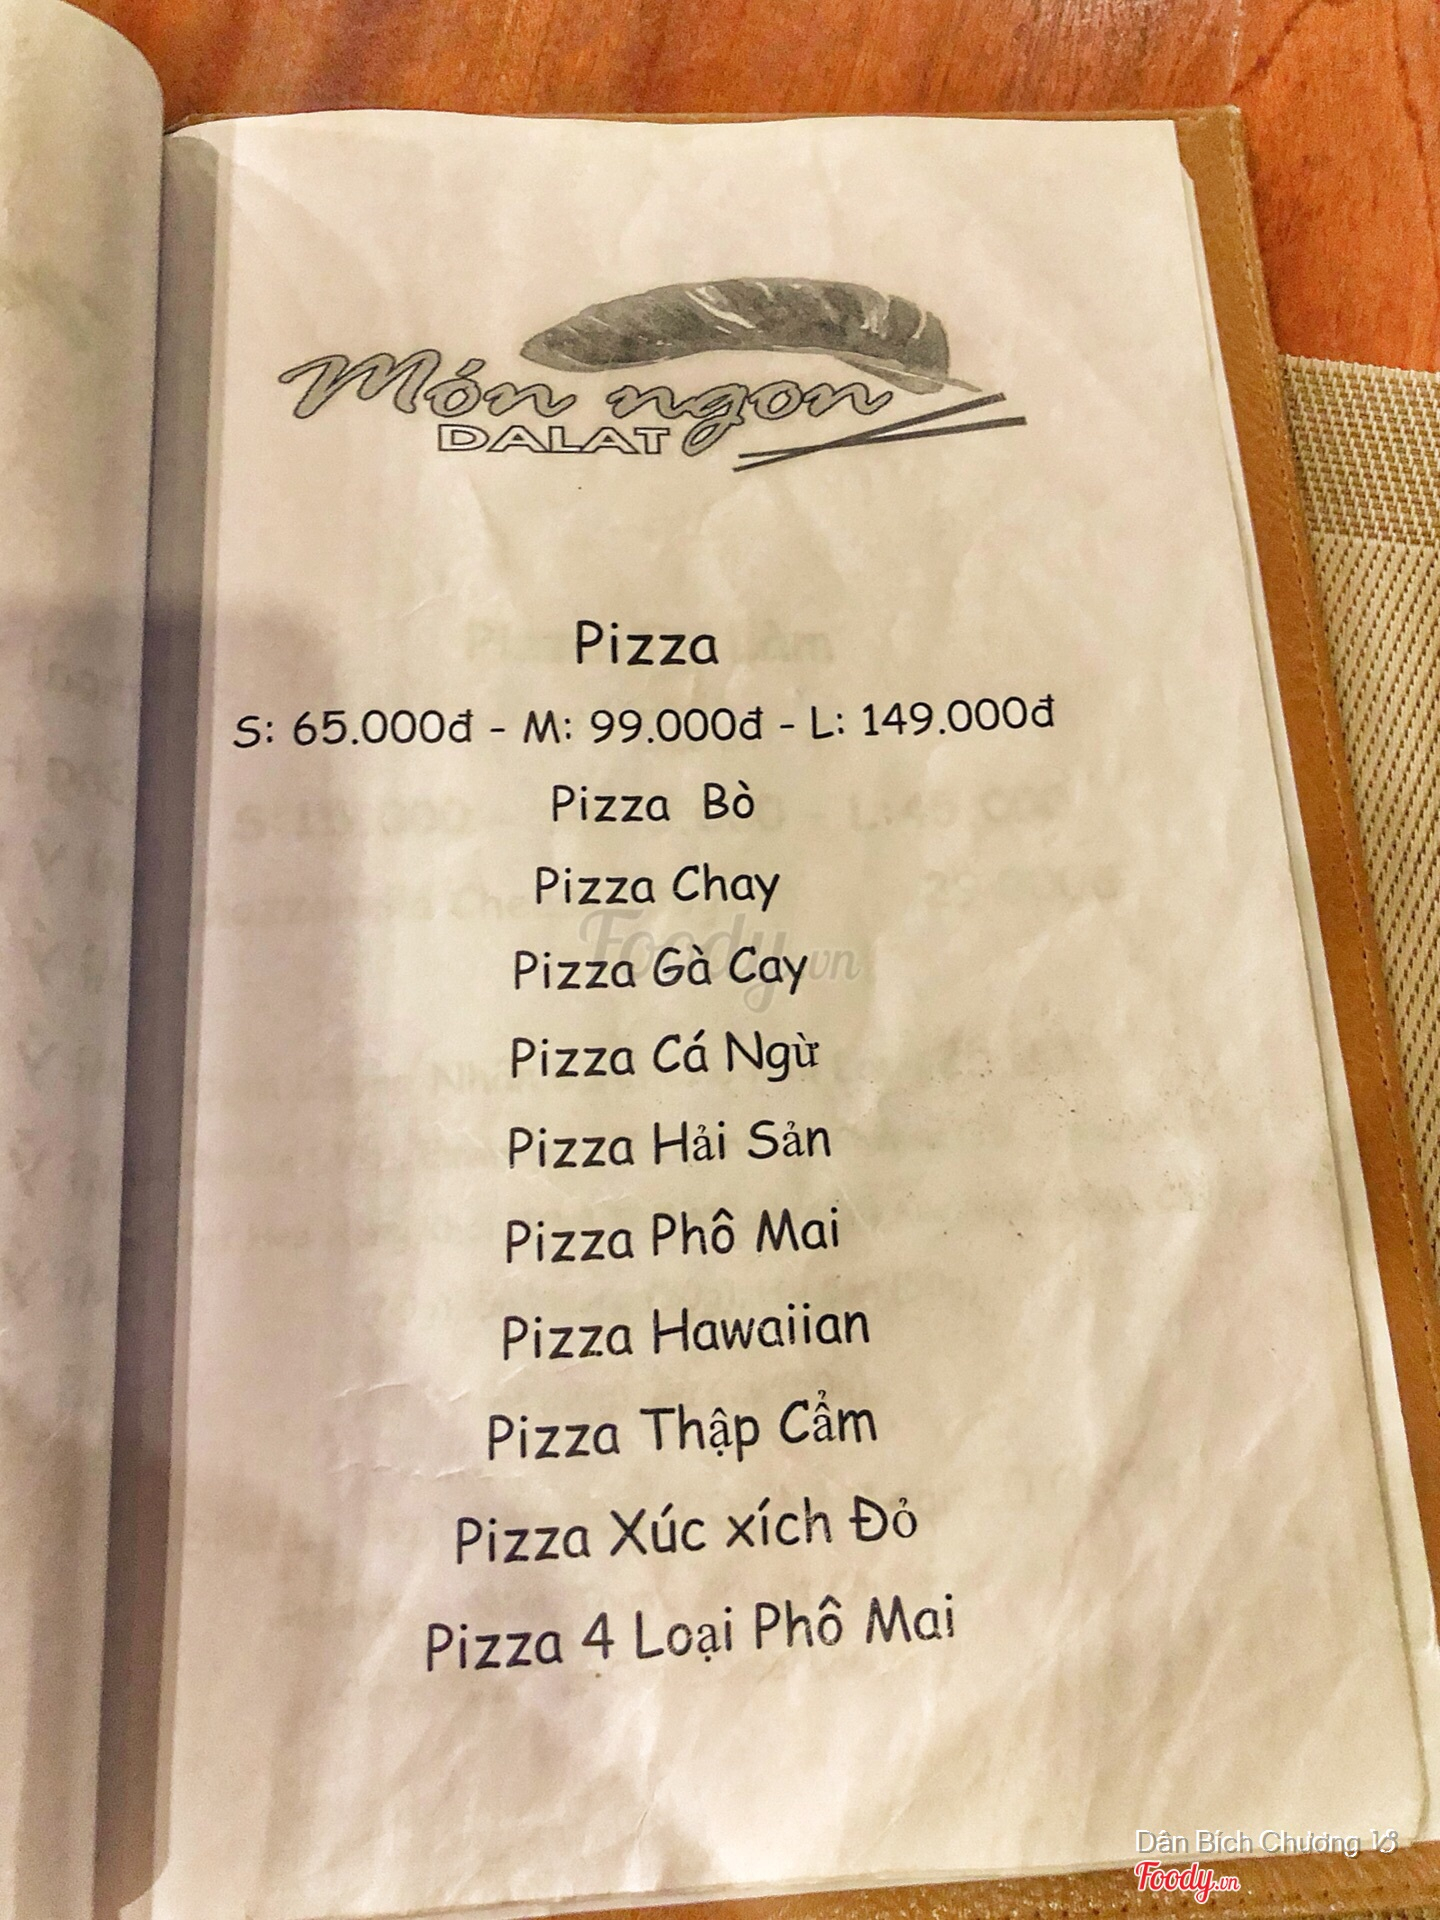 Món ngon
DALAT
Pizza
S: 65.000đ - M: 99.000đ - L: 149.000đ
Pizza Bò
Pizza Chay
Foody.vn
Pizza Gà Cay
Pizza Cá Ngừ
Pizza Hải Sản
Pizza Phô Mai
Pizza Hawaiian
Pizza Thập Cẩm
Pizza Xúc xích Đỏ
Pizza 4 Loại Phô Mai
Dân Bích Chương
Foody.vn